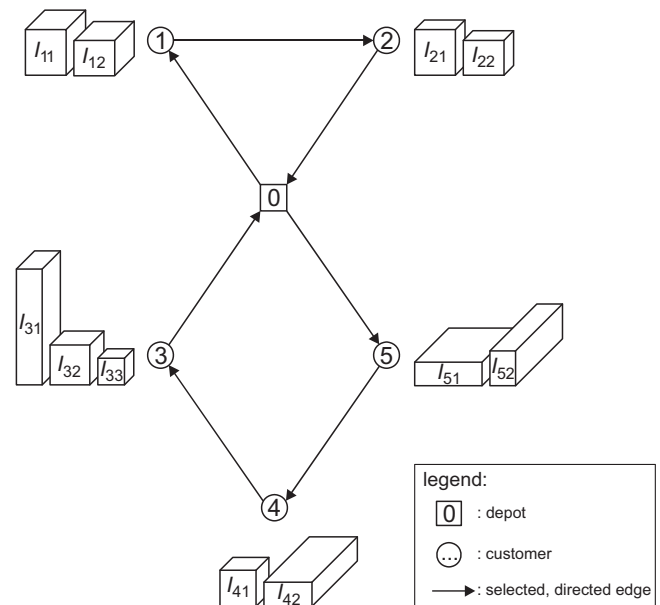 I11 I12 1 2 I21 I22
0
I31 I32 I33 3 5 I51 I52
4
I41 I42
legend:
0 : depot
... : customer
: selected, directed edge